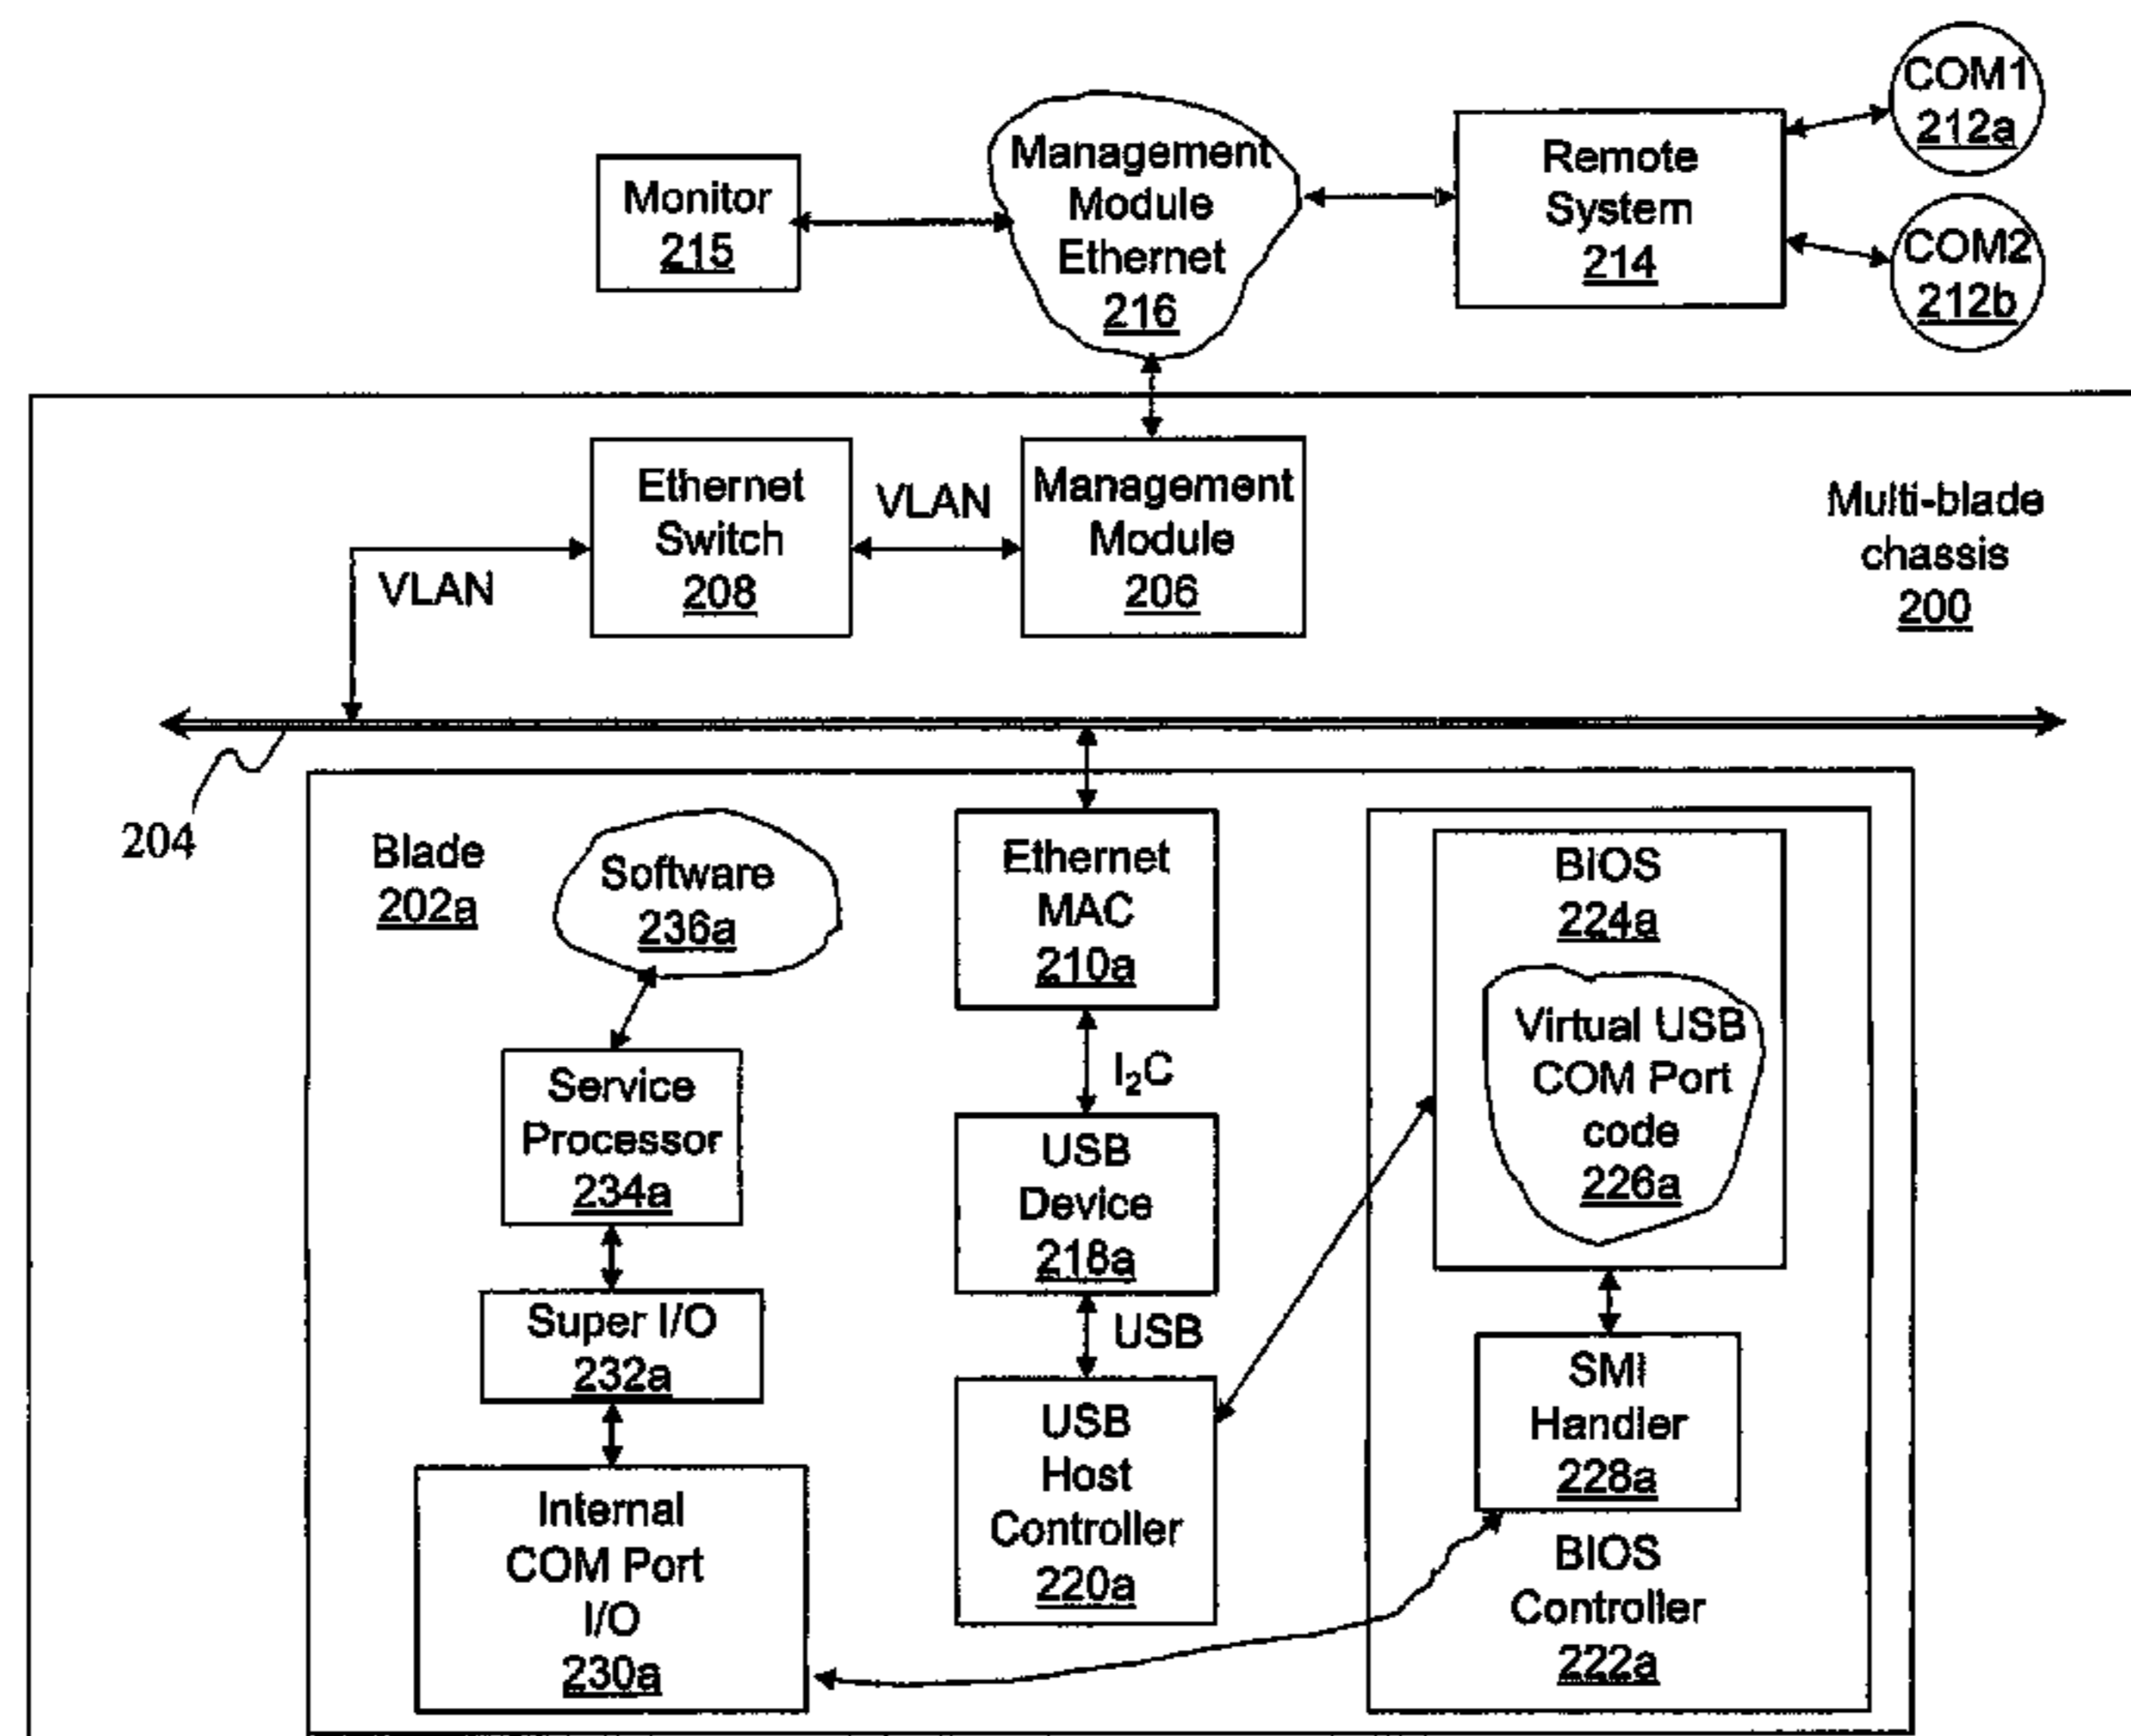 COM1
212a
Management
Module
Ethernet
216
Remote
System
214
Monitor
215
COM2
212b
Ethernet
Switch
208
VLAN
Management
Module
206
Multi-blade
chassis
200
VLAN
204
Blade
202a
Software
236a
Ethernet
MAC
210a
BIOS
224a
Virtual USB
COM Port
code
226a
I2C
Service
Processor
234a
USB
Device
218a
Super I/O
232a
USB
SMI
Handler
228a
USB
Host
Controller
220a
Internal
COM Port
I/O
230a
BIOS
Controller
222a